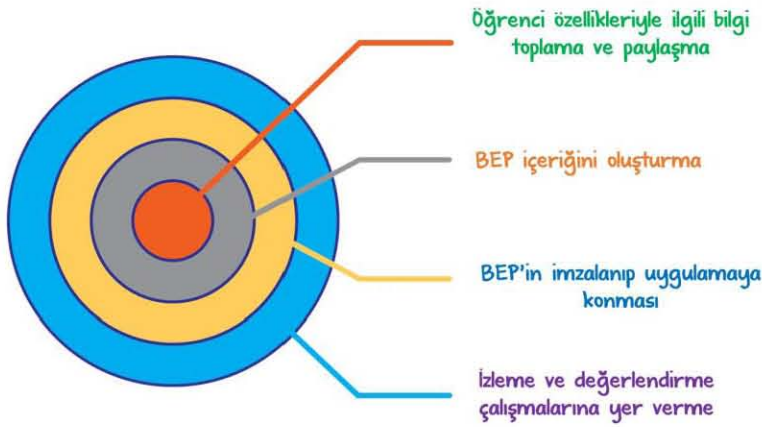 Öğrenci özellikleriyle ilgili bilgi
toplama ve paylaşma
BEP içeriğini oluşturma
BEP'in imzalanıp uygulamaya
konması
İzleme ve değerlendirme
çalışmalarına yer verme